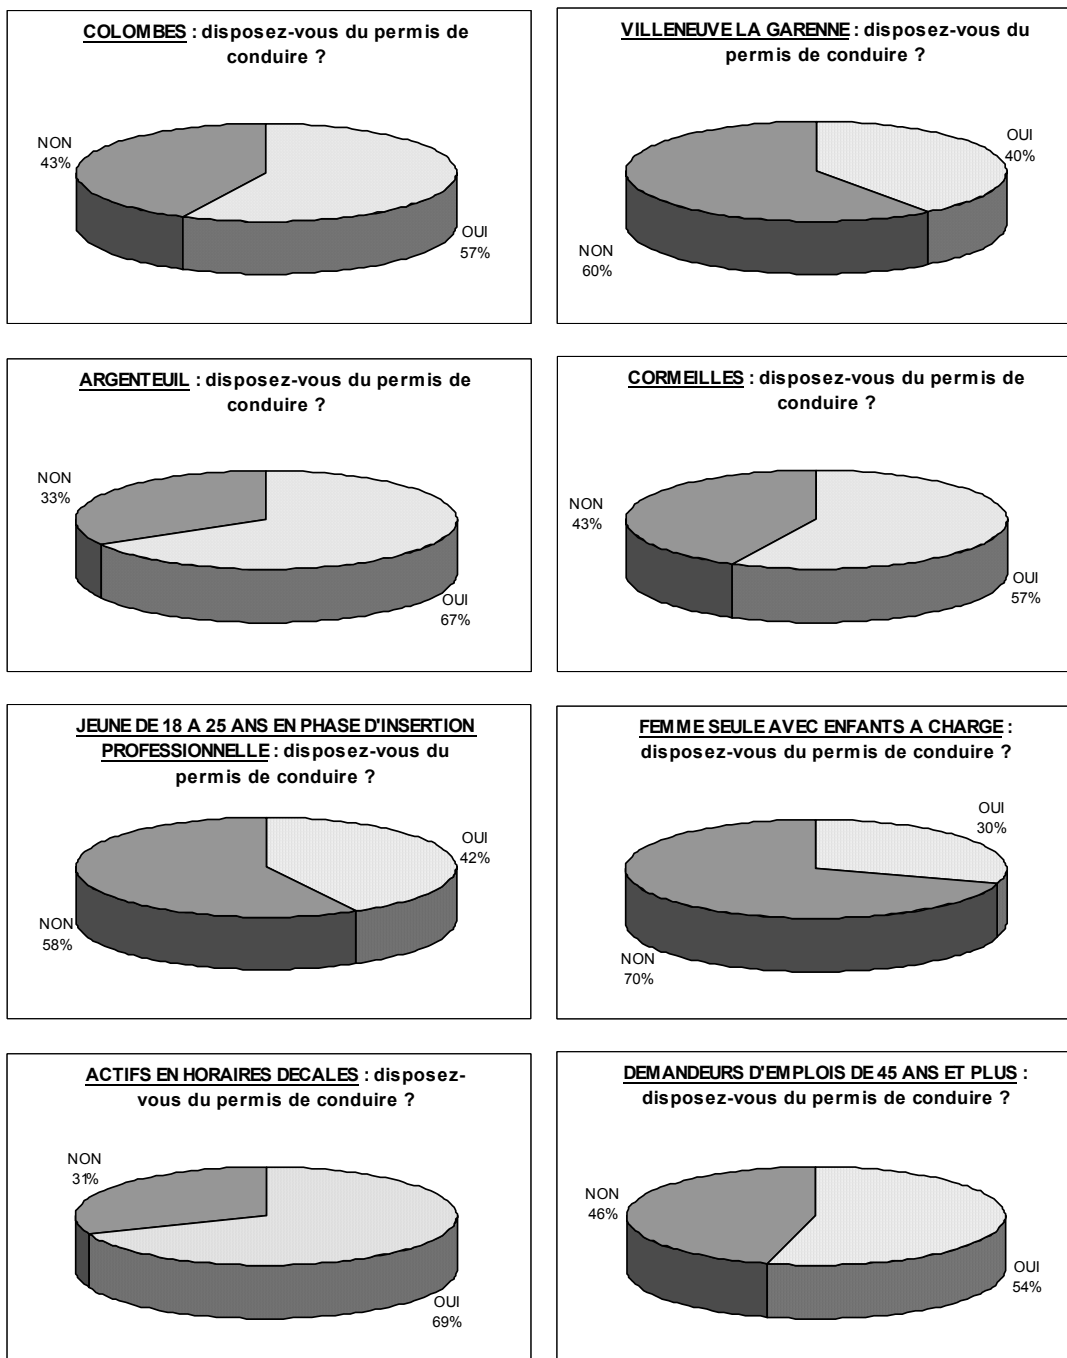 COLOMBES : disposez-vous du permis de
conduire ?
NON
43%
OUI
57%
VILLENEUVE LA GARENNE : disposez-vous du
permis de conduire ?
OUI
40%
NON
60%
ARGENTEUIL : disposez-vous du permis de
conduire ?
NON
33%
OUI
67%
CORMEILLES : disposez-vous du permis de
conduire ?
NON
43%
OUI
57%
JEUNE DE 18 A 25 ANS EN PHASE D'INSERTION
PROFESSIONNELLE : disposez-vous du
permis de conduire ?
OUI
42%
NON
58%
FEMME SEULE AVEC ENFANTS A CHARGE :
disposez-vous du permis de conduire ?
OUI
30%
NON
70%
ACTIFS EN HORAIRES DECALES : disposez-
vous du permis de conduire ?
NON
31%
OUI
69%
DEMANDEURS D'EMPLOIS DE 45 ANS ET PLUS :
disposez-vous du permis de conduire ?
NON
46%
OUI
54%